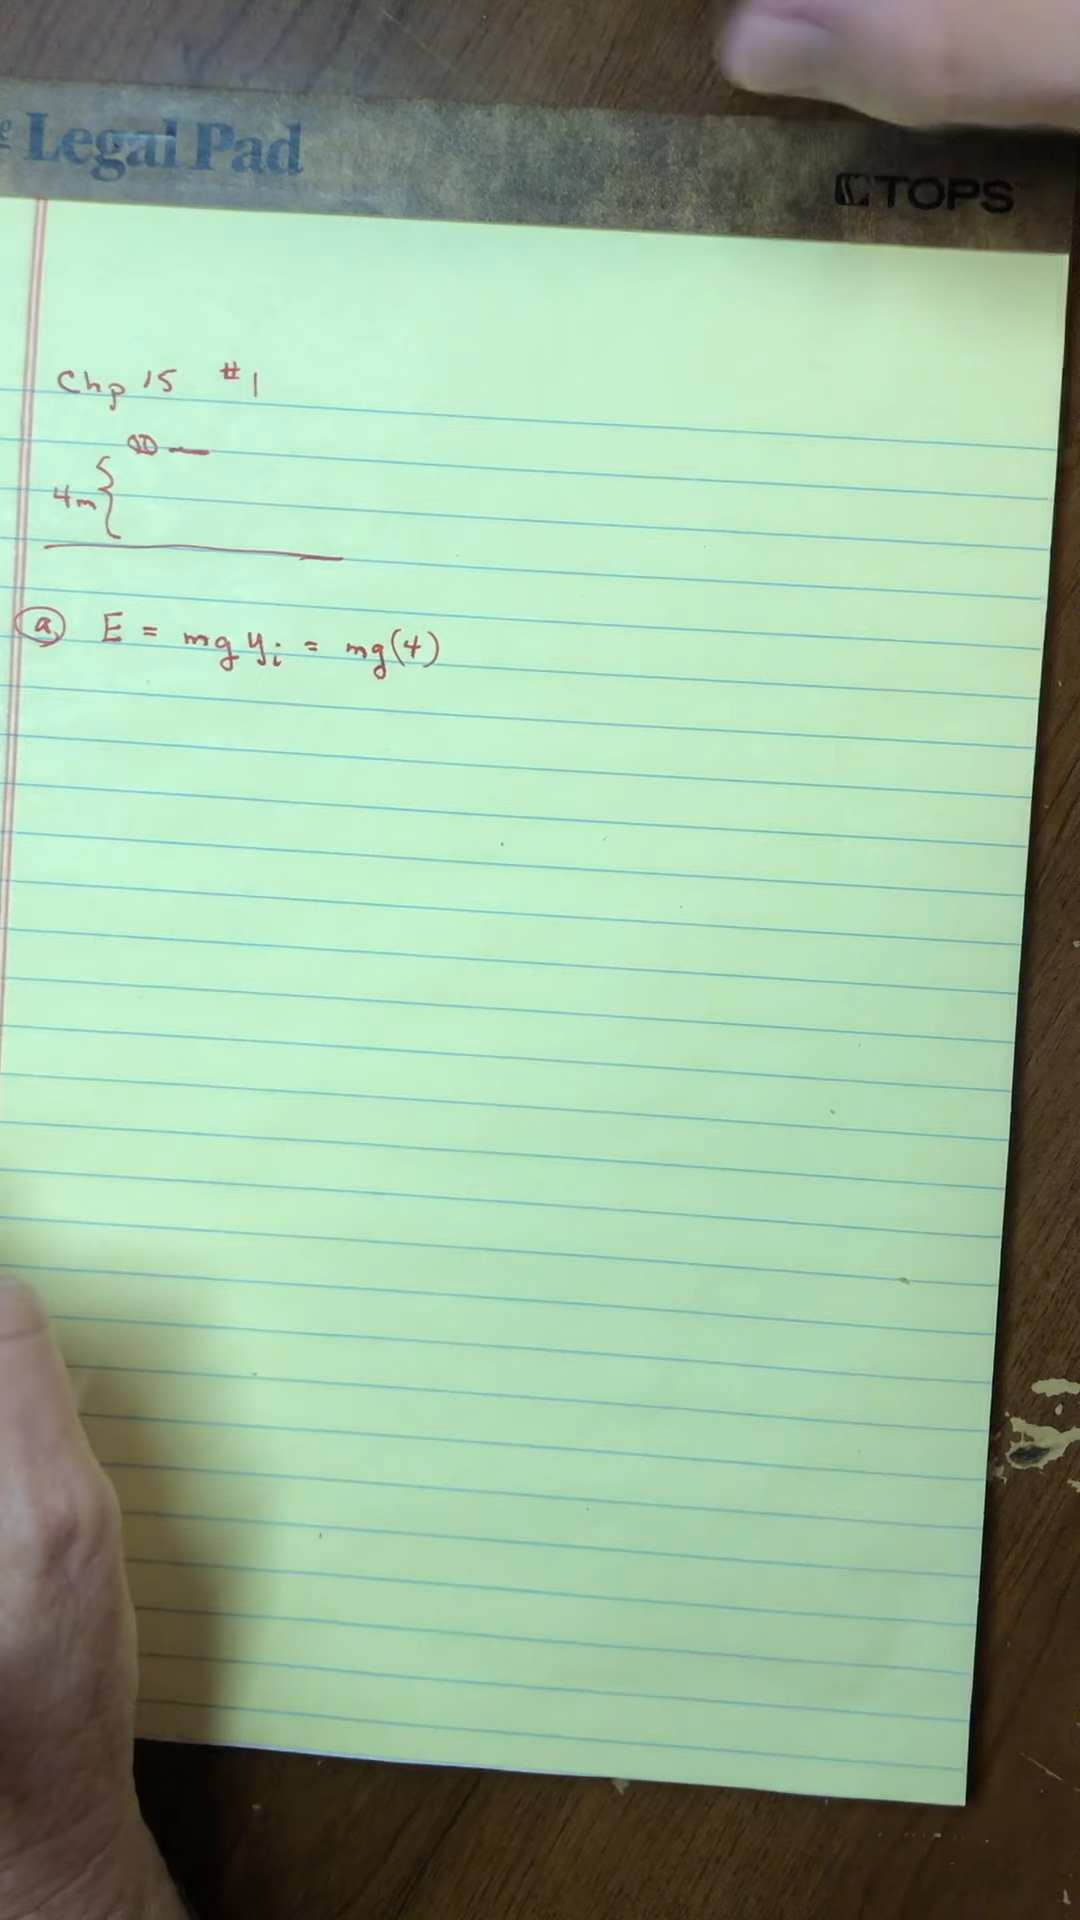 Legal Pad
TOPS
Chp 15 #1
4m
a E = mg yi = mg(4)